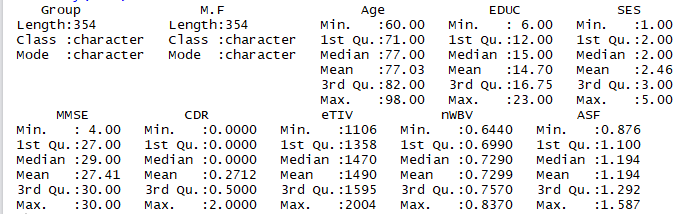 Group M.F Age EDUC SES
Length:354 Length:354 Min. :60.00 Min. : 6.00 Min. :1.00
Class :character Class :character 1st Qu.:71.00 1st Qu.:12.00 1st Qu.:2.00
Mode :character Mode :character Median :77.00 Median :15.00 Median :2.00
Mean :77.03 Mean :14.70 Mean :2.46
3rd Qu.:82.00 3rd Qu.:16.75 3rd Qu.:3.00
Max. :98.00 Max. :23.00 Max. :5.00
MMSE CDR eTIV nWBV ASF
Min. : 4.00 Min. :0.0000 Min. :1106 Min. :0.6440 Min. :0.876
1st Qu.:27.00 1st Qu.:0.0000 1st Qu.:1358 1st Qu.:0.6990 1st Qu.:1.100
Median :29.00 Median :0.0000 Median :1470 Median :0.7290 Median :1.194
Mean :27.41 Mean :0.2712 Mean :1490 Mean :0.7299 Mean :1.194
3rd Qu.:30.00 3rd Qu.:0.5000 3rd Qu.:1595 3rd Qu.:0.7570 3rd Qu.:1.292
Max. :30.00 Max. :2.0000 Max. :2004 Max. :0.8370 Max. :1.587